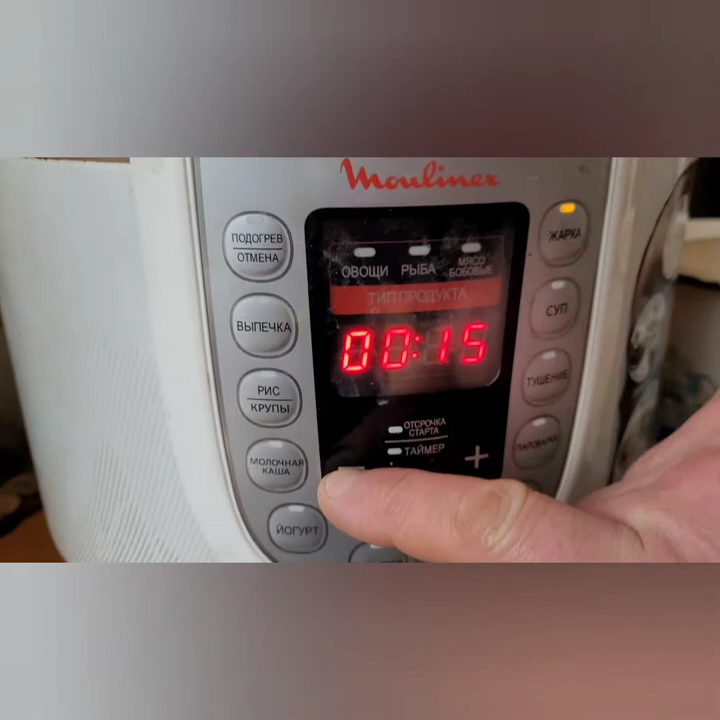 Moulinex
ПОДОГРЕВ
ОТМЕНА
ВЫПЕЧКА
РИС
КРУПЫ
МОЛОЧНАЯ
КАША
ЙОГУРТ
ОВОЩИ
РЫБА
МЯСО
БОБОВЫЕ
ТИП ПРОДУКТА
00:15
ОТСРОЧКА
СТАРТА
ТАЙМЕР
+
ЖАРКА
СУП
ТУШЕНИЕ
ПАРОВАРКА